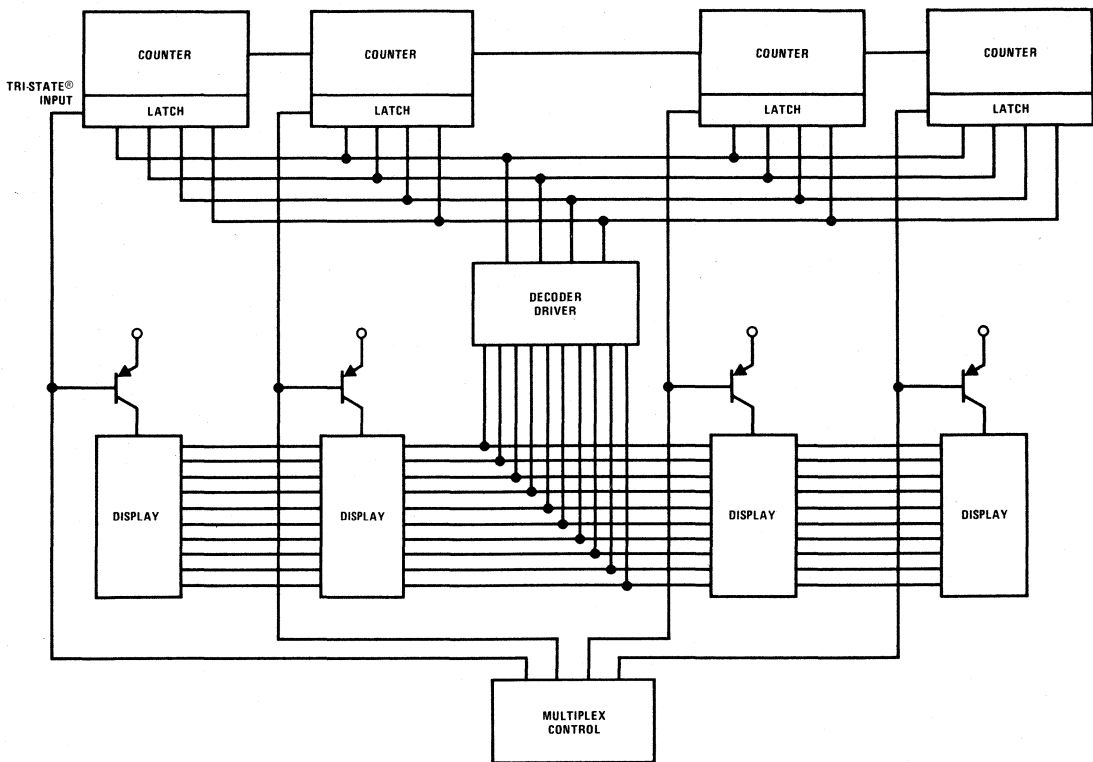 COUNTER
COUNTER
COUNTER
COUNTER
TRI-STATE®
INPUT
LATCH
LATCH
LATCH
LATCH
DECODER
DRIVER
DISPLAY
DISPLAY
DISPLAY
DISPLAY
MULTIPLEX
CONTROL